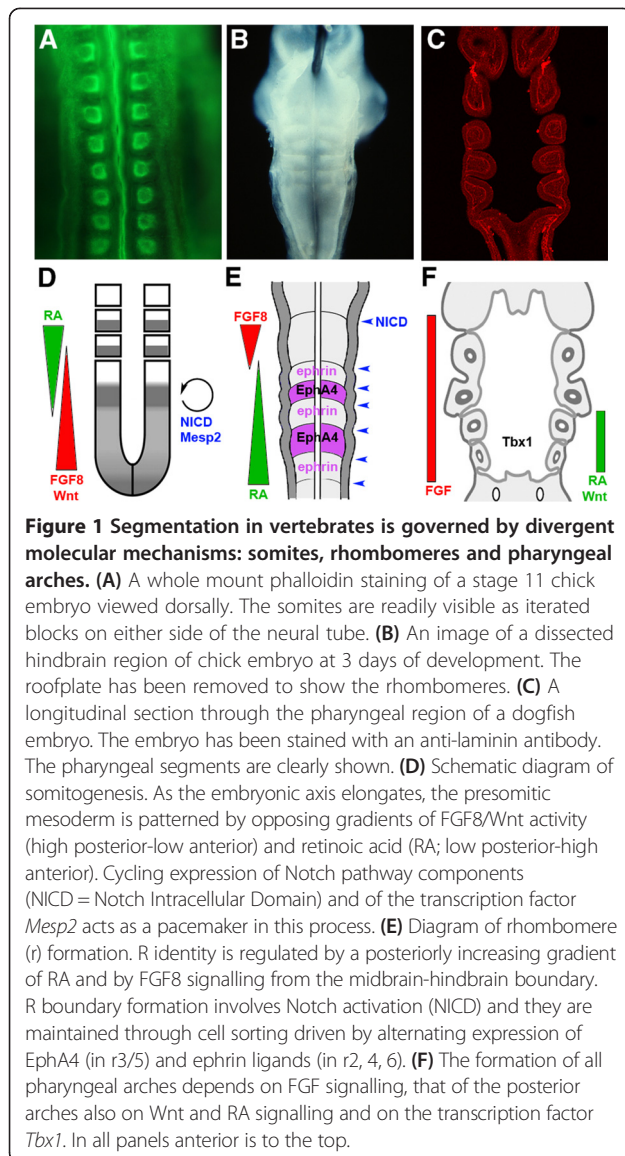 A
B
C
D
RA
FGF8
Wnt
NICD
Mesp2
E
FGF8
NICD
ephrin
EphA4
ephrin
EphA4
ephrin
RA
F
FGF
Tbx1
RA
Wnt
Figure 1 Segmentation in vertebrates is governed by divergent
molecular mechanisms: somites, rhombomeres and pharyngeal
arches. (A) A whole mount phalloidin staining of a stage 11 chick
embryo viewed dorsally. The somites are readily visible as iterated
blocks on either side of the neural tube. (B) An image of a dissected
hindbrain region of chick embryo at 3 days of development. The
roofplate has been removed to show the rhombomeres. (C) A
longitudinal section through the pharyngeal region of a dogfish
embryo. The embryo has been stained with an anti-laminin antibody.
The pharyngeal segments are clearly shown. (D) Schematic diagram of
somitogenesis. As the embryonic axis elongates, the presomitic
mesoderm is patterned by opposing gradients of FGF8/Wnt activity
(high posterior-low anterior) and retinoic acid (RA; low posterior-high
anterior). Cycling expression of Notch pathway components
(NICD = Notch Intracellular Domain) and of the transcription factor
Mesp2 acts as a pacemaker in this process. (E) Diagram of rhombomere
(r) formation. R identity is regulated by a posteriorly increasing gradient
of RA and by FGF8 signalling from the midbrain-hindbrain boundary.
R boundary formation involves Notch activation (NICD) and they are
maintained through cell sorting driven by alternating expression of
EphA4 (in r3/5) and ephrin ligands (in r2, 4, 6). (F) The formation of all
pharyngeal arches depends on FGF signalling, that of the posterior
arches also on Wnt and RA signalling and on the transcription factor
Tbx1. In all panels anterior is to the top.